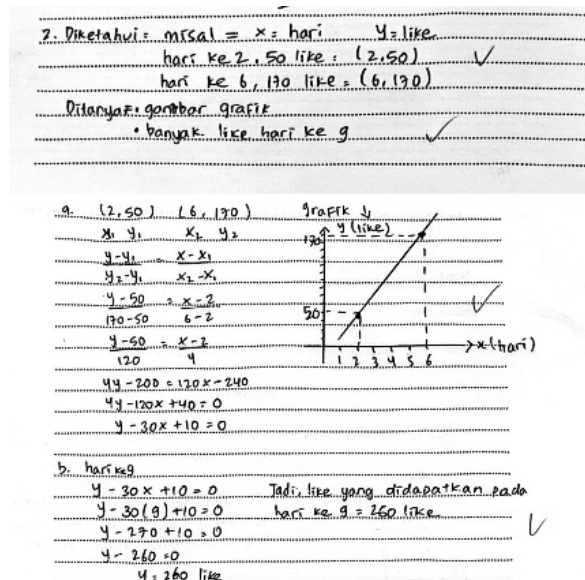 2. Diketahui = misal = x = hari y = like
hari ke 2, 50 like = (2,50)
hari ke 6, 170 like = (6,170)
Ditanya = • gambar grafik
• banyak like hari ke 9
a. (2,50) (6,170)
x₁ y₁ x₂ y₂
y-y₁ / y₂-y₁ = x-x₁ / x₂-x₁
y-50 / 170-50 = x-2 / 6-2
y-50 / 120 = x-2 / 4
4y-200 = 120x-240
4y-120x+40=0
y-30x+10=0
grafik ↓
y (like)
170
50
1 2 3 4 5 6
x (hari)
b. hari ke 9
y-30x+10=0
y-30(9)+10=0
y-270+10=0
y-260=0
y=260 like
Jadi, like yang didapatkan pada
hari ke 9 = 260 like